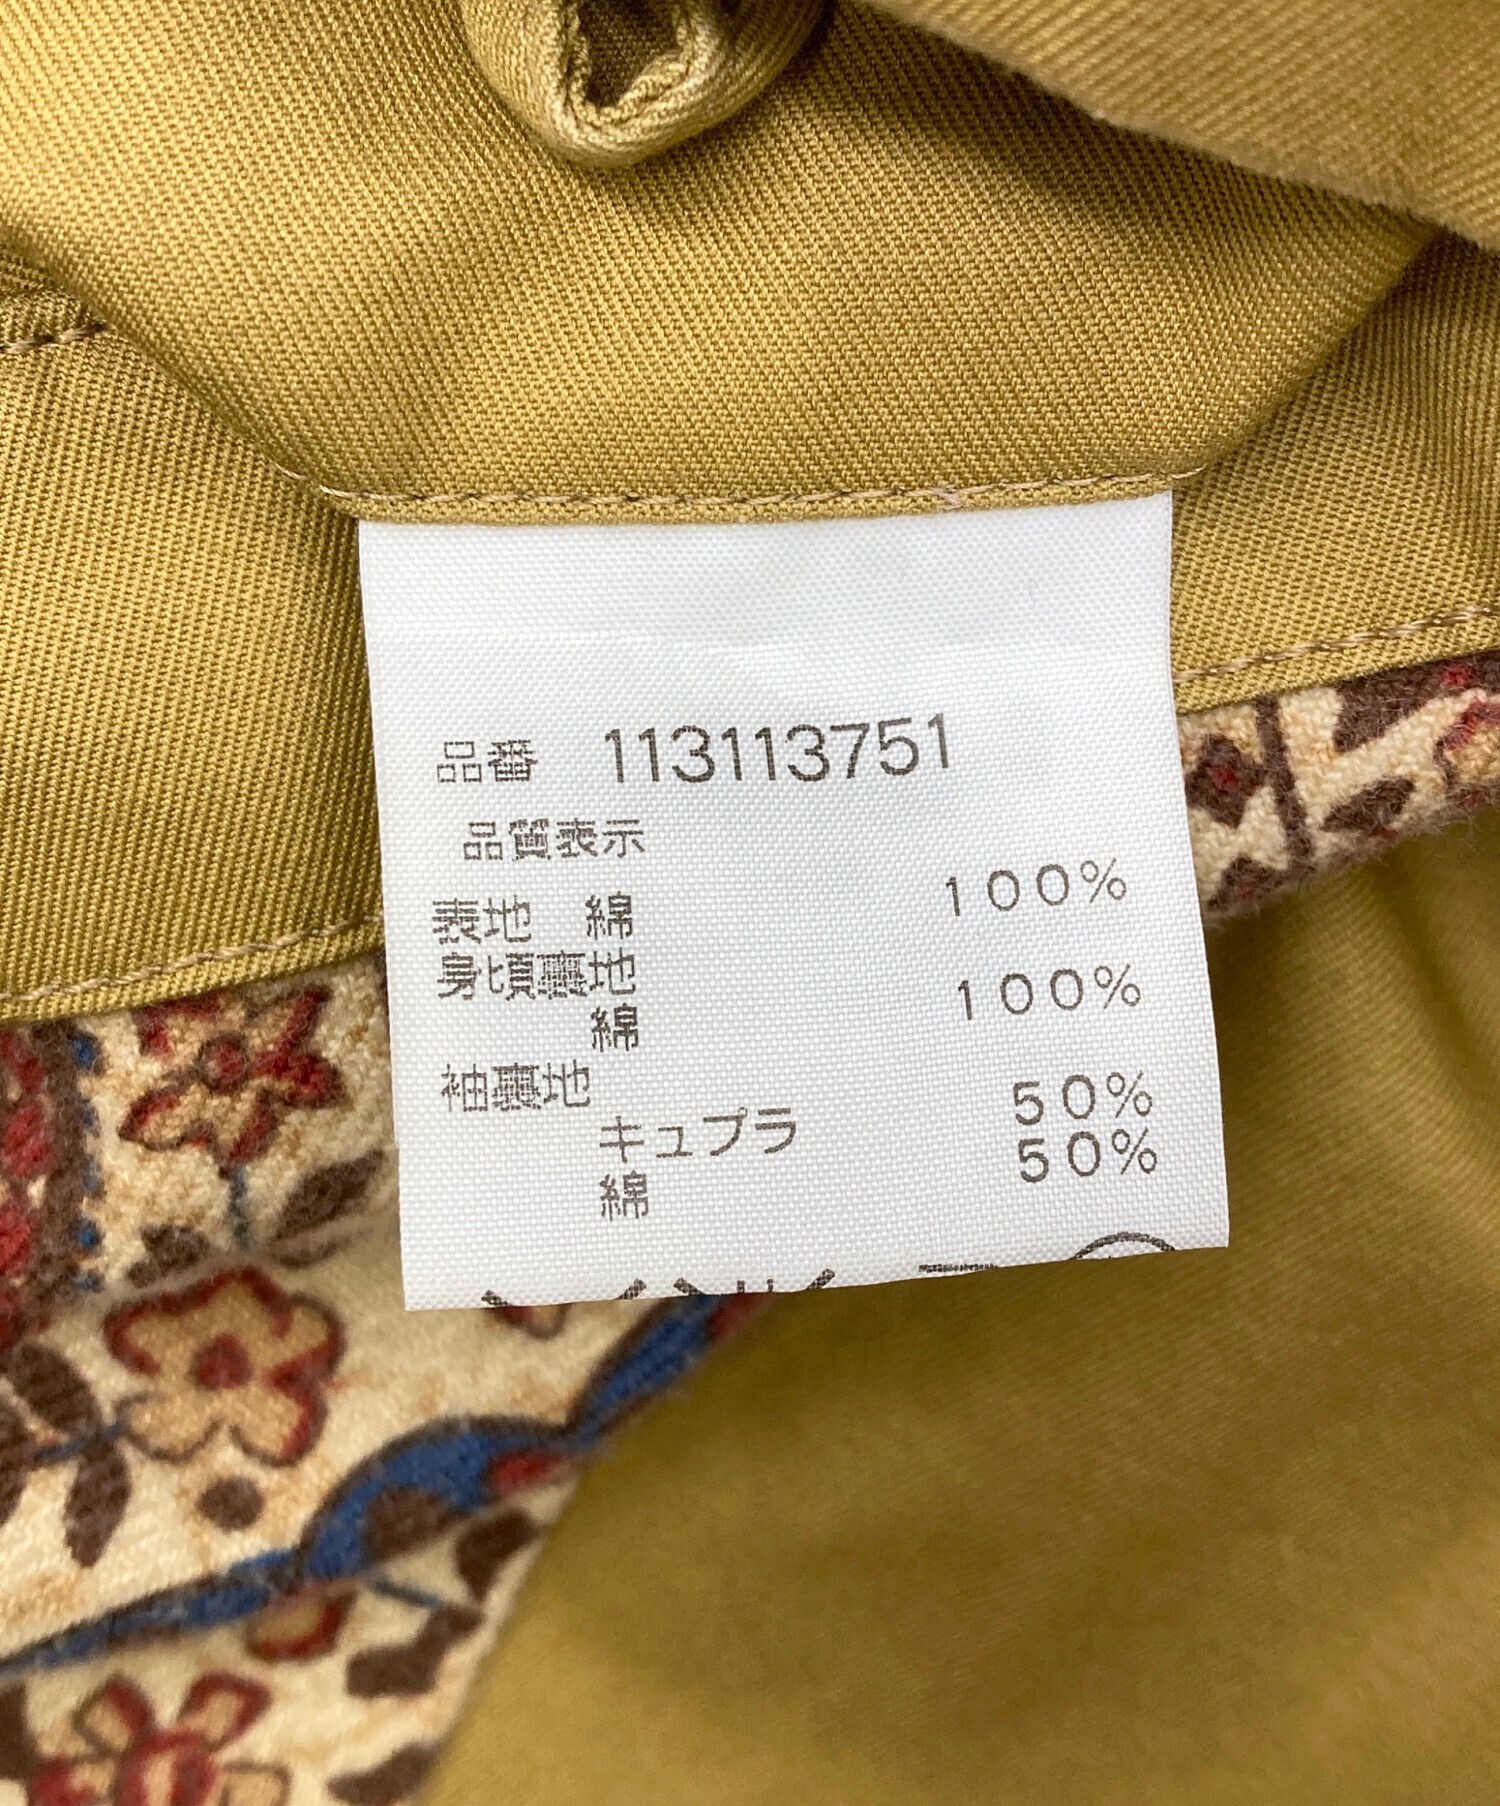 品番 113113751
品質表示
表地 綿 100%
身頃裏地
綿 100%
袖裏地
キュプラ 50%
綿 50%